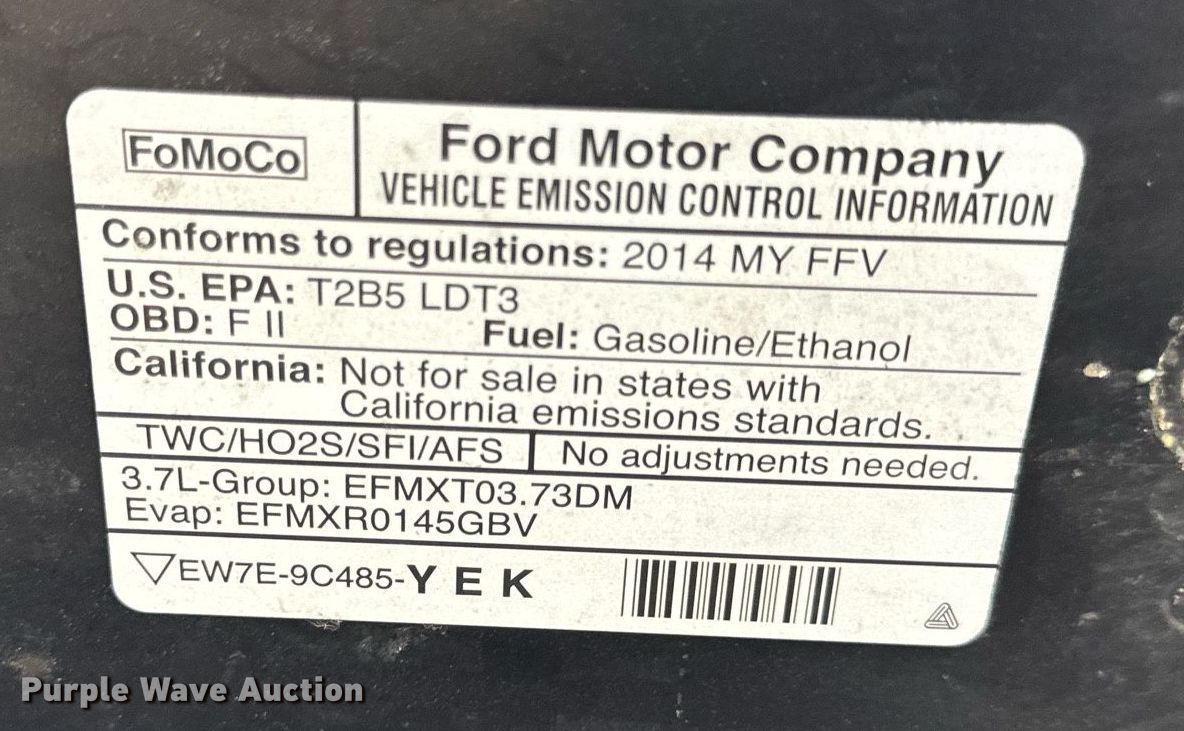 FoMoCo
Ford Motor Company
VEHICLE EMISSION CONTROL INFORMATION
Conforms to regulations: 2014 MY FFV
U.S. EPA: T2B5 LDT3
OBD: F II Fuel: Gasoline/Ethanol
California: Not for sale in states with
California emissions standards.
TWC/HO2S/SFI/AFS No adjustments needed.
3.7L-Group: EFMXT03.73DM
Evap: EFMXR0145GBV
EW7E-9C485-Y E K
Purple Wave Auction